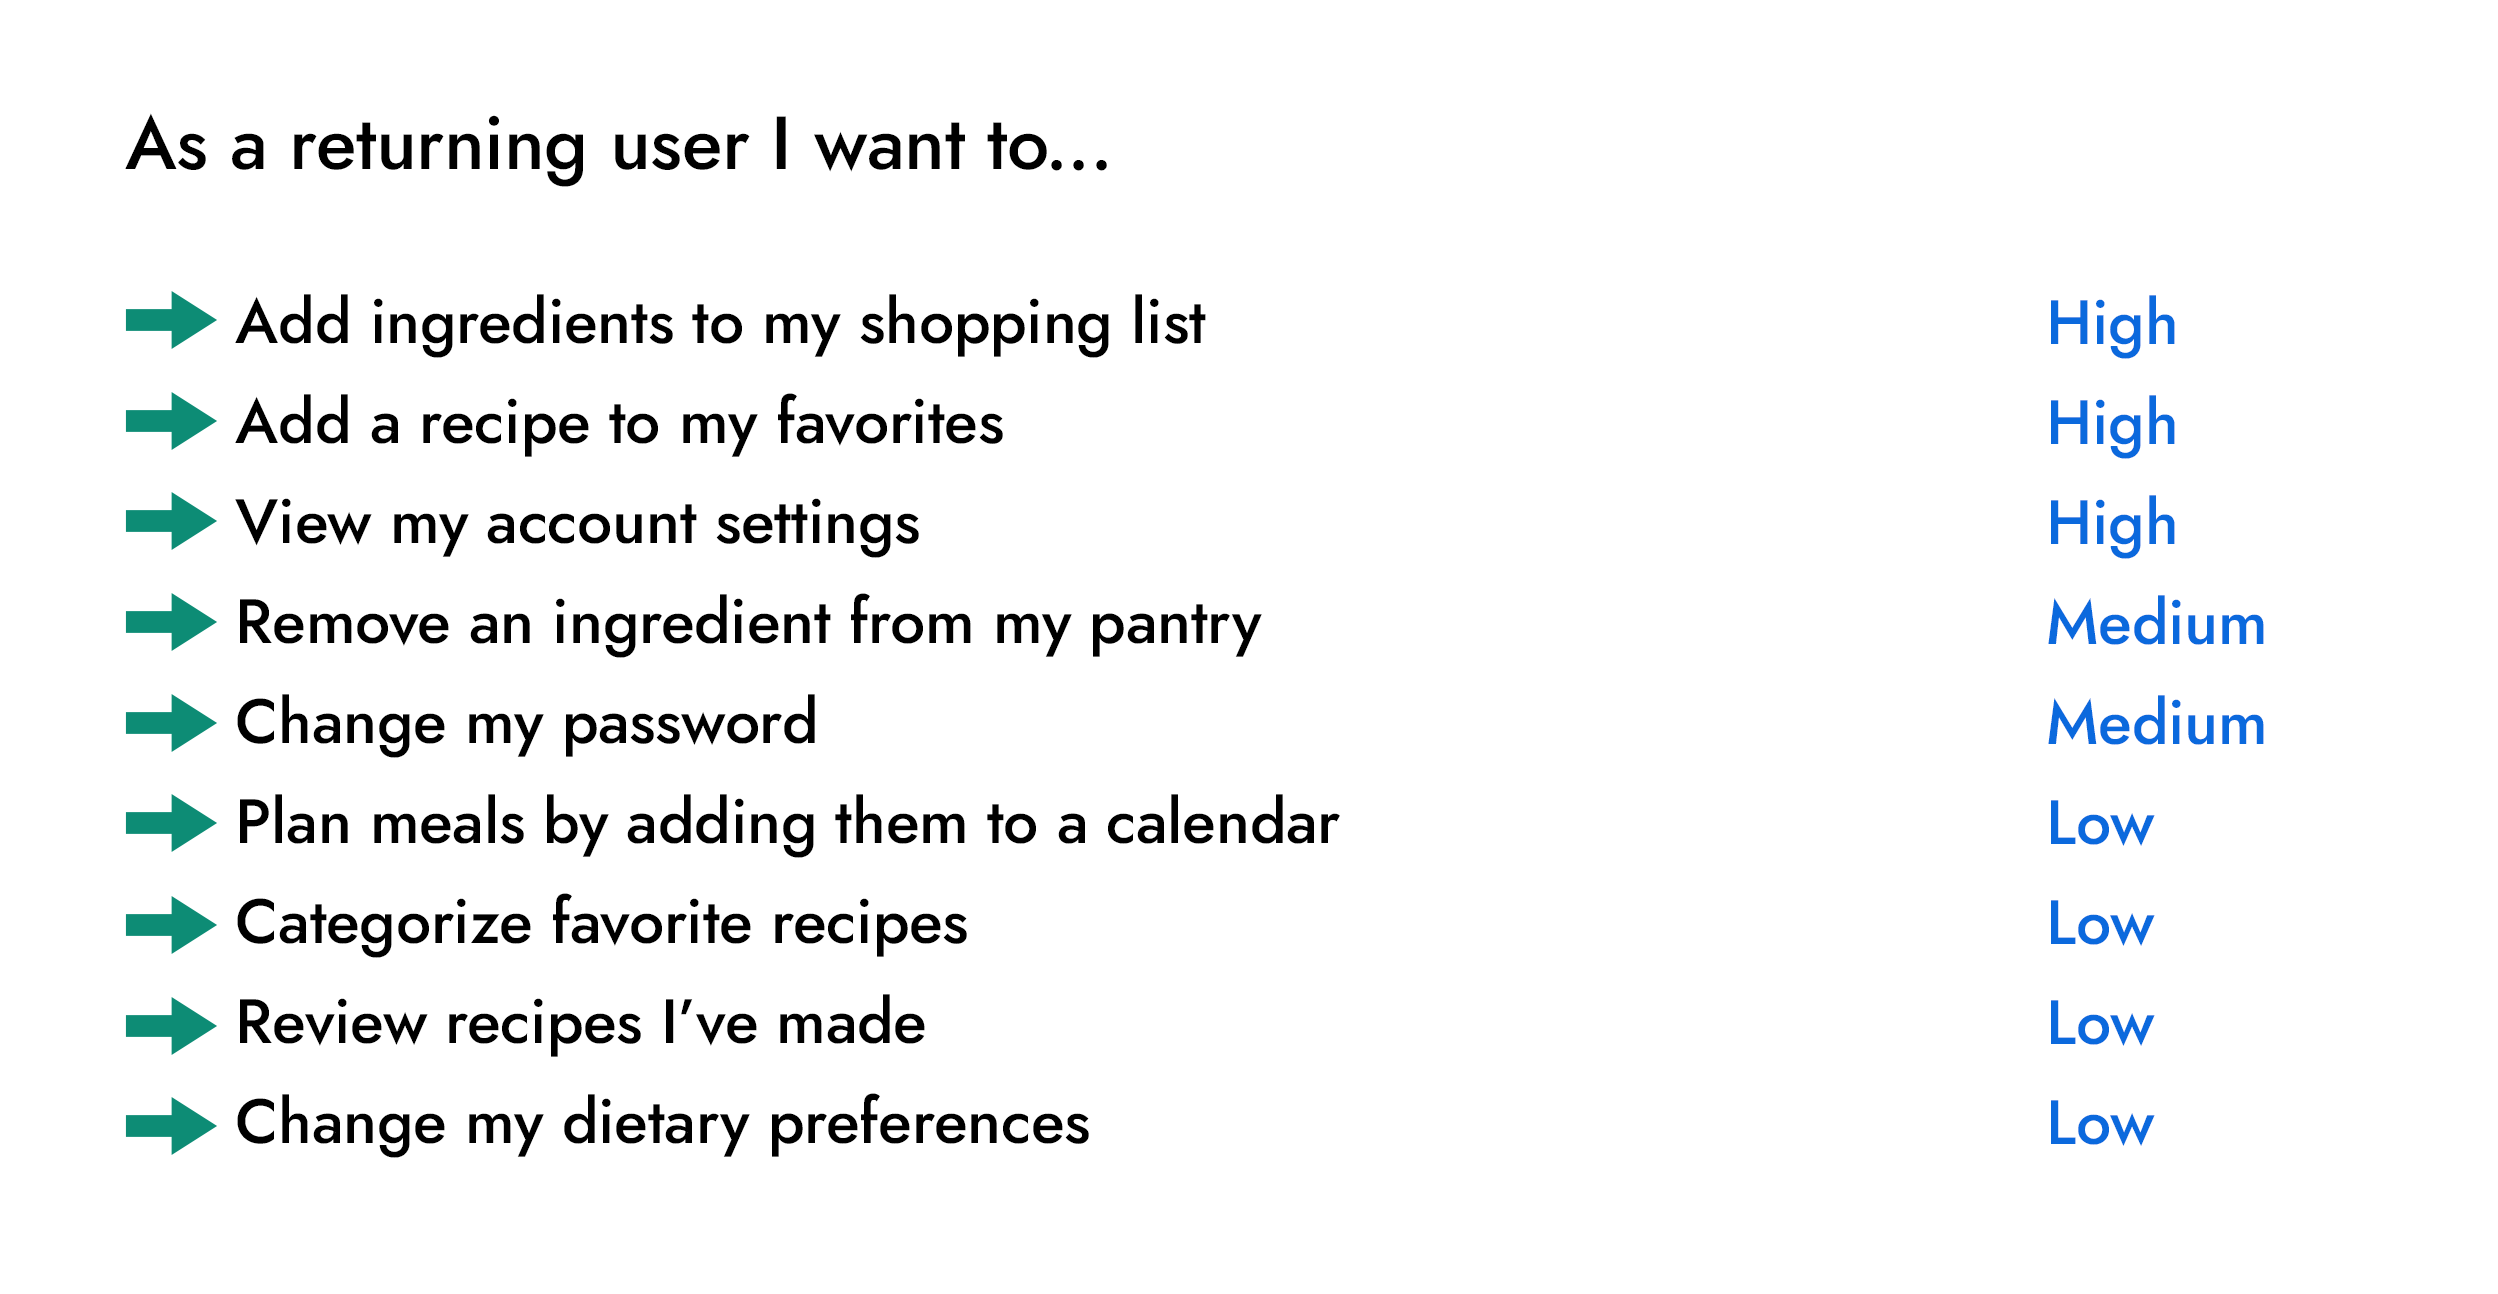 As a returning user I want to...
Add ingredients to my shopping list High
Add a recipe to my favorites High
View my account settings High
Remove an ingredient from my pantry Medium
Change my password Medium
Plan meals by adding them to a calendar Low
Categorize favorite recipes Low
Review recipes I’ve made Low
Change my dietary preferences Low